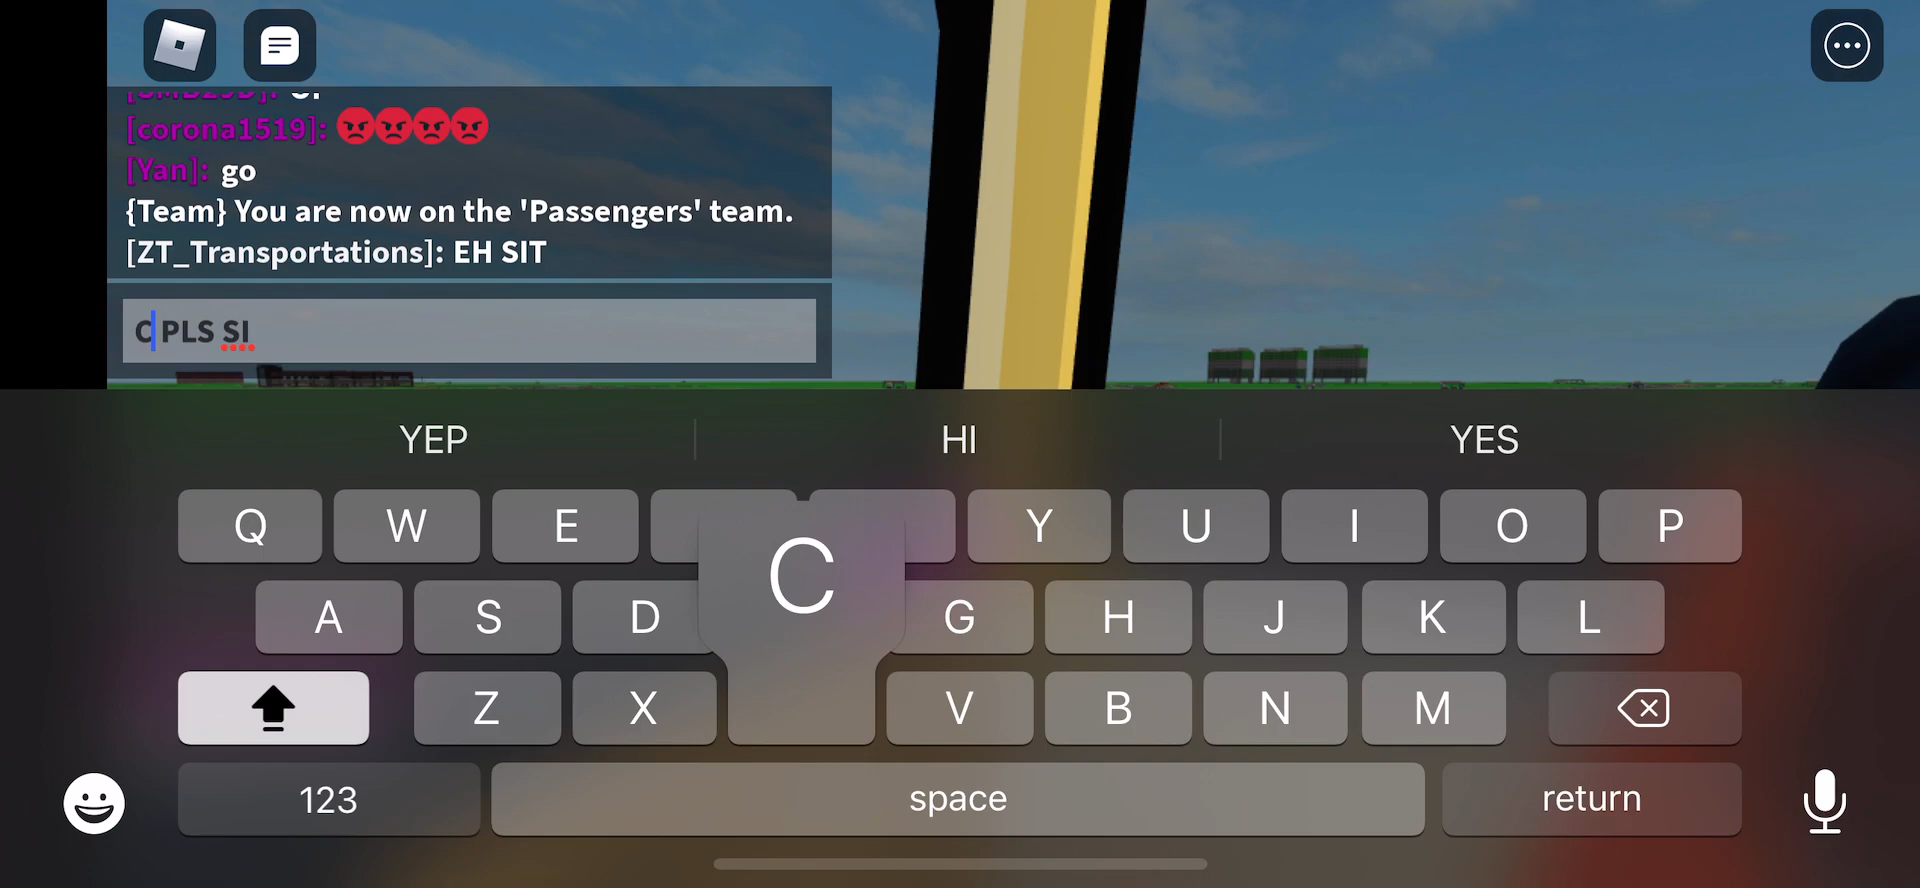 [corona1519]: 😡😡😡😡
[Yan]: go
{Team} You are now on the 'Passengers' team.
[ZT_Transportations]: EH SIT
C PLS SI
YEP HI YES
Q W E Y U I O P
C
A S D G H J K L
Z X V B N M
123 space return